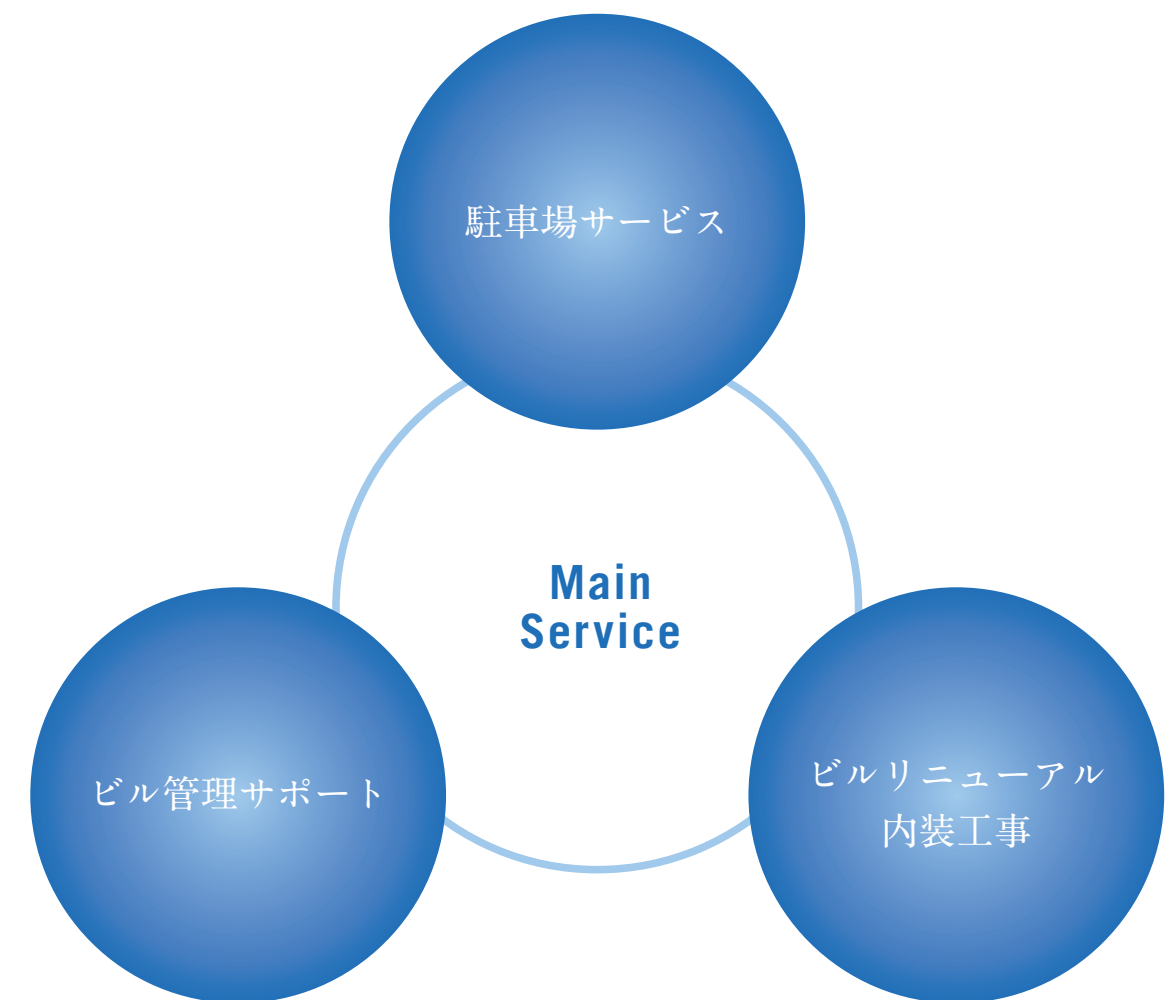 駐車場サービス
Main
Service
ビル管理サポート
ビルリニューアル
内装工事